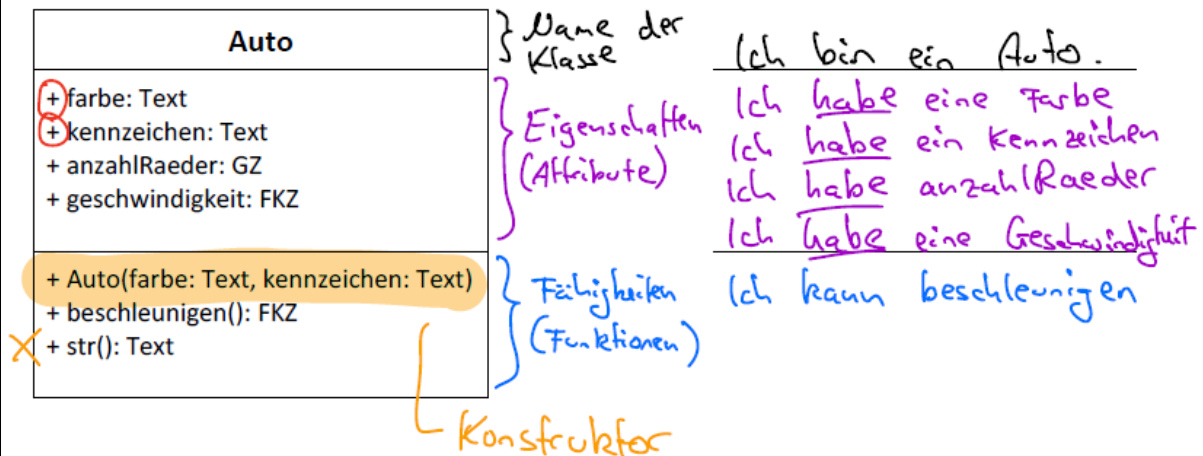 Auto
} Name der
Klasse
Ich bin ein Auto.
+ farbe: Text
+ kennzeichen: Text
+ anzahlRaeder: GZ
+ geschwindigkeit: FKZ
Eigenschaften
(Attribute)
Ich habe eine Farbe
Ich habe ein Kennzeichen
Ich habe anzahlRaeder
Ich habe eine Geschwindigkeit
+ Auto(farbe: Text, kennzeichen: Text)
+ beschleunigen(): FKZ
+ str(): Text
Fähigkeiten
(Funktionen)
Ich kann beschleunigen
Konstruktor